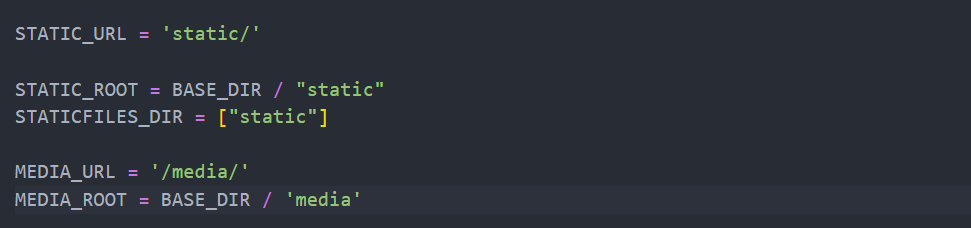 STATIC_URL = 'static/'
STATIC_ROOT = BASE_DIR / "static"
STATICFILES_DIR = ["static"]
MEDIA_URL = '/media/'
MEDIA_ROOT = BASE_DIR / 'media'